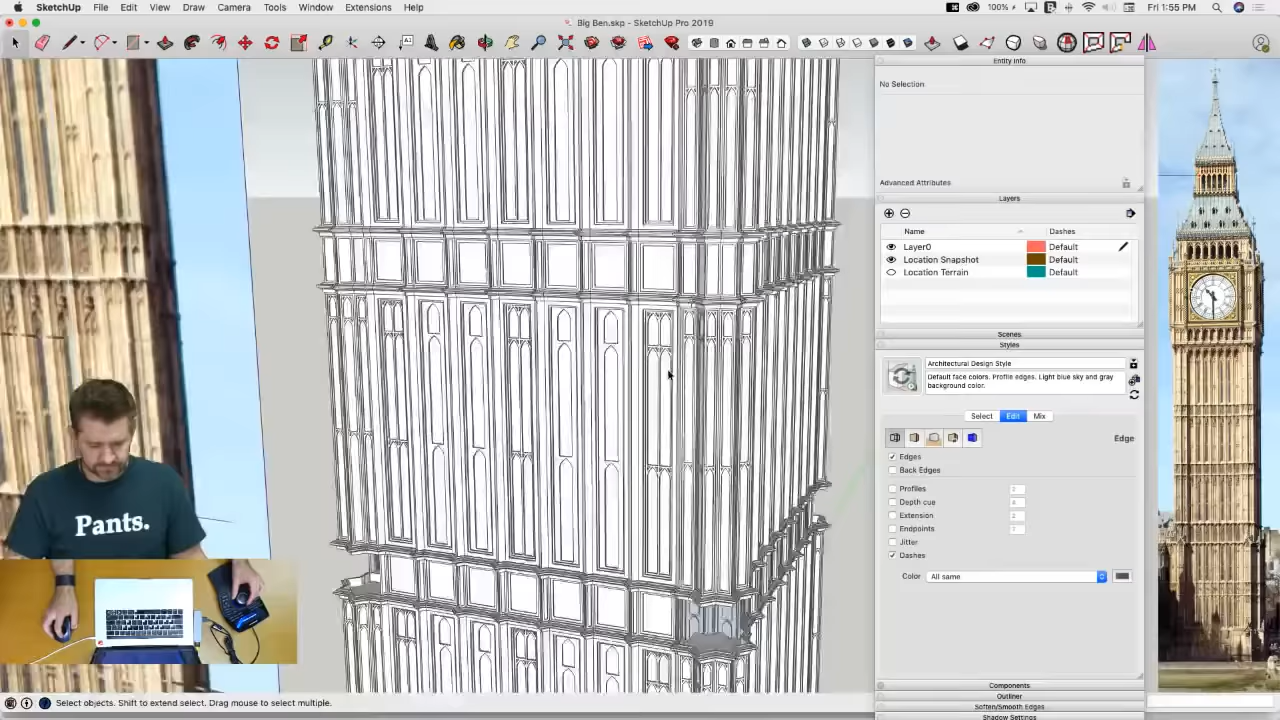 SketchUp File Edit View Draw Camera Tools Window Extensions Help 100% Fri 1:55 PM
Big Ben.skp - SketchUp Pro 2019
Entity Info
No Selection
Advanced Attributes
Layers
Name Dashes
Layer0 Default
Location Snapshot Default
Location Terrain Default
Scenes
Styles
Architectural Design Style
Default face colors. Profile edges. Light blue sky and gray
background color.
Select Edit Mix
Edge
Edges
Back Edges
Profiles
Depth cue
Extension
Endpoints
Jitter
Dashes
Color All same
Pants.
Components
Outliner
Soften/Smooth Edges
Shadow Settings
Select objects. Shift to extend select. Drag mouse to select multiple.